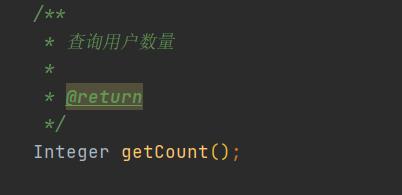 /**
* 查询用户数量
*
* @return
*/
Integer getCount();